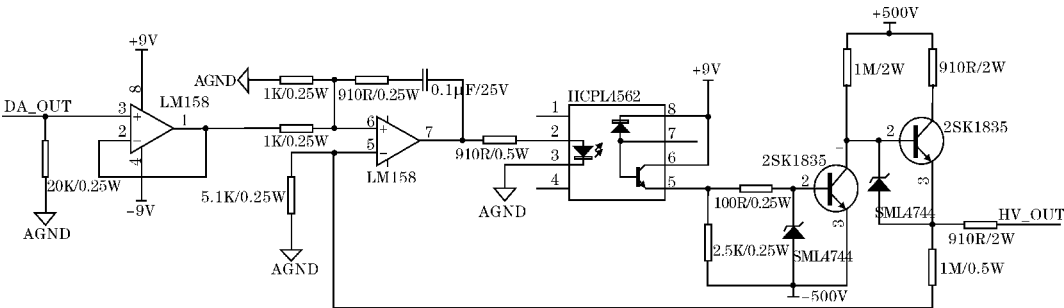 +500V
+9V
1M/2W
910R/2W
+9V
AGND
1K/0.25W
910R/0.25W
0.1μF/25V
8
LM158
HCPL4562
DA_OUT
3
1
1
8
2
6
7
2
7
2
2SK1835
1K/0.25W
5
910R/0.5W
3
6
1
2SK1835
4
LM158
4
5
2
3
20K/0.25W
-9V
5.1K/0.25W
AGND
100R/0.25W
3
SML4744
HV_OUT
AGND
2.5K/0.25W
SML4744
910R/2W
AGND
-500V
1M/0.5W